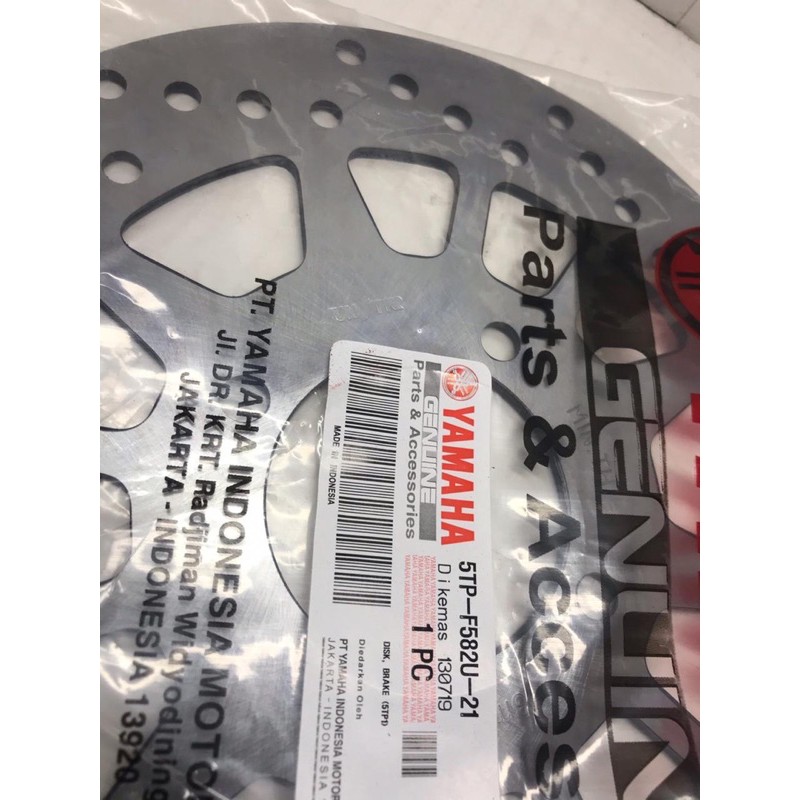 YAMAHA
GENUINE
Parts & Accessories
5TP-F582U-21
Dikemas 130719
1 PC
MADE IN INDONESIA
DISK, BRAKE (5TP1)
Diedarkan Oleh
PT YAMAHA INDONESIA MOTOR
JAKARTA - INDONESIA
GENUIN
Parts & Acces
PT. YAMAHA INDONESIA MOTO
Jl. DR. KRT. Radjiman Widyodining
JAKARTA - INDONESIA 13920